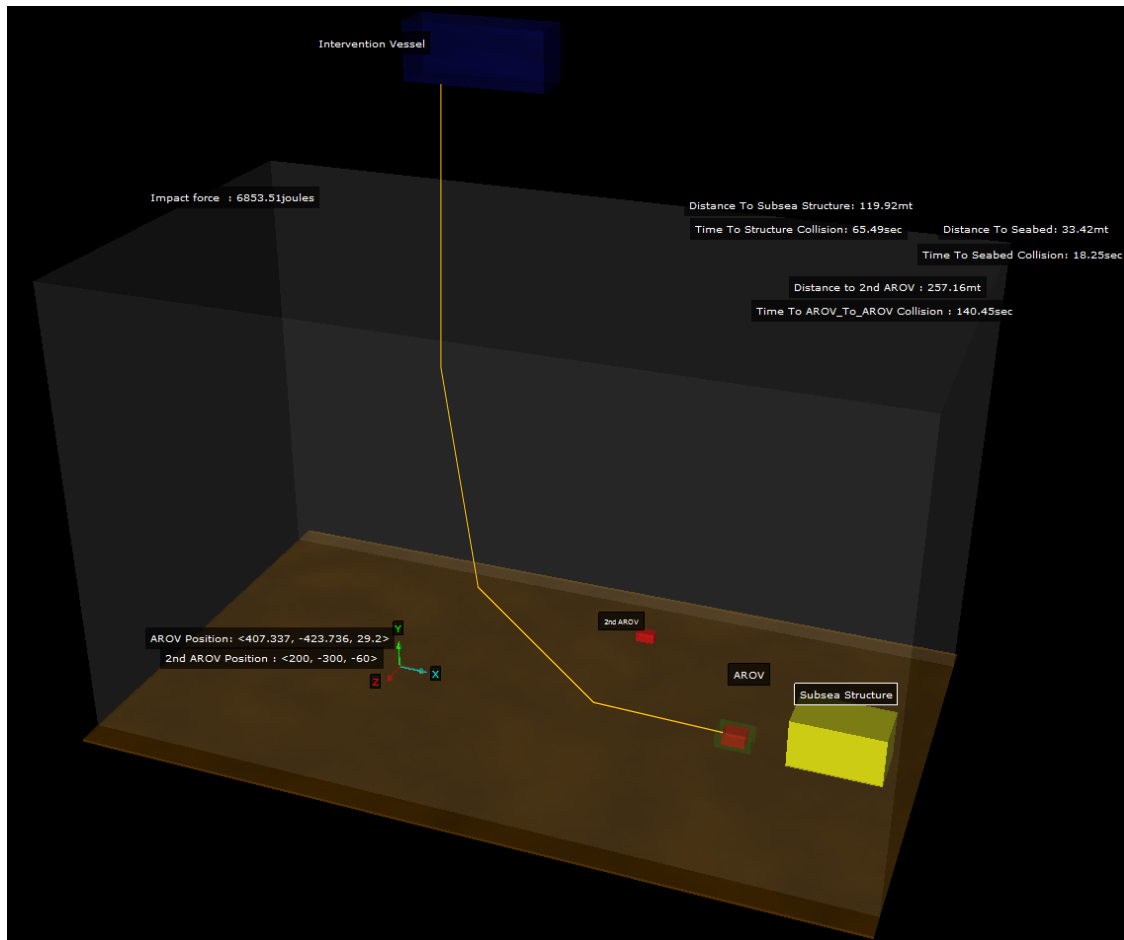 Intervention Vessel
Impact force  : 6853.51joules
Distance To Subsea Structure: 119.92mt
Time To Structure Collision: 65.49sec
Distance To Seabed: 33.42mt
Time To Seabed Collision: 18.25sec
Distance to 2nd AROV : 257.16mt
Time To AROV_To_AROV Collision : 140.45sec
2nd AROV
AROV Position: <407.337, -423.736, 29.2>
2nd AROV Position : <200, -300, -60>
Y
X
Z
AROV
Subsea Structure